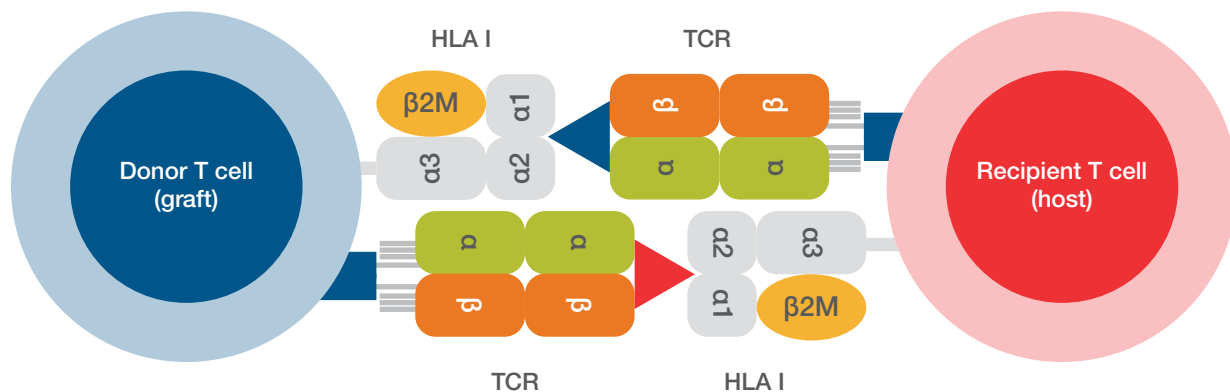 HLA I
TCR
β2M
α1
β
β
α3
α2
α
α
Donor T cell
(graft)
Recipient T cell
(host)
α
α
α2
α3
β
β
α1
β2M
TCR
HLA I